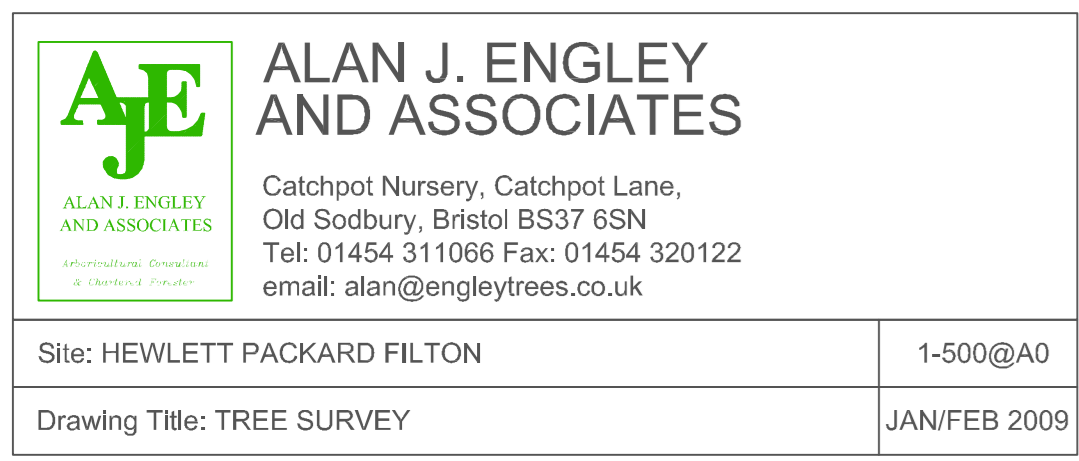 AJE
ALAN J. ENGLEY
AND ASSOCIATES
Arboricultural Consultant
& Chartered Forester
ALAN J. ENGLEY
AND ASSOCIATES
Catchpot Nursery, Catchpot Lane,
Old Sodbury, Bristol BS37 6SN
Tel: 01454 311066 Fax: 01454 320122
email: alan@engleytrees.co.uk
Site: HEWLETT PACKARD FILTON
1-500@A0
Drawing Title: TREE SURVEY
JAN/FEB 2009